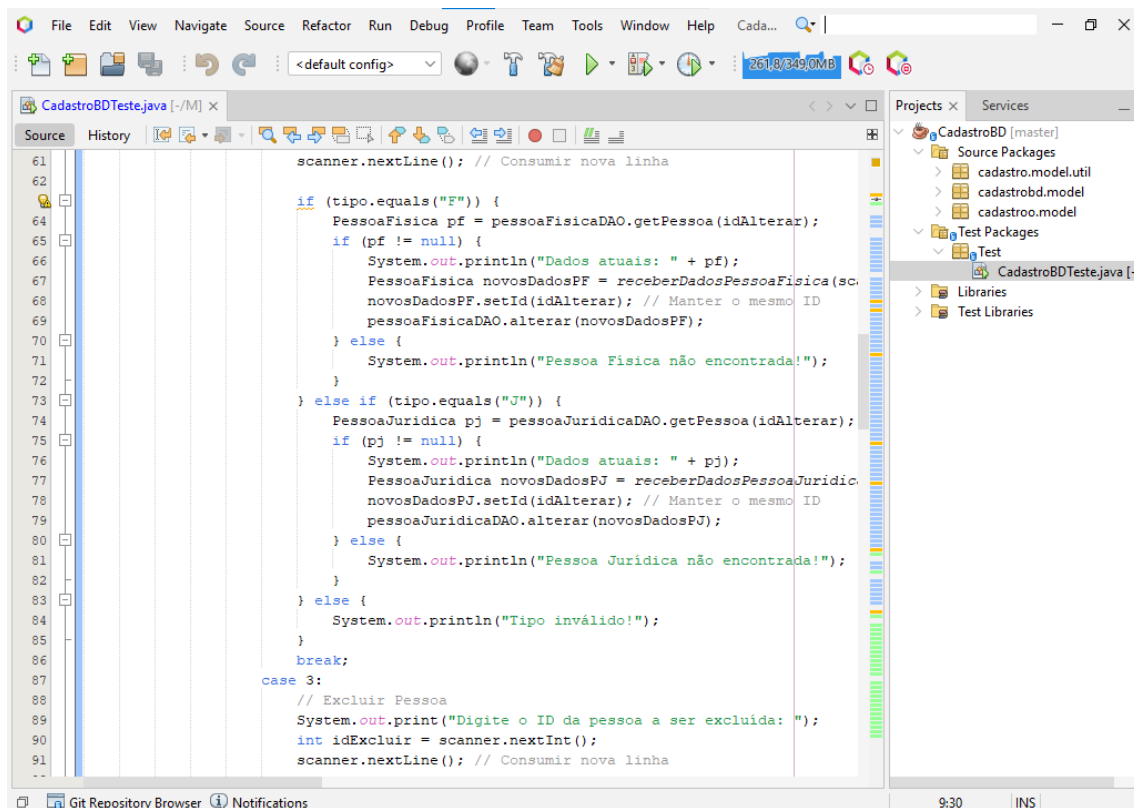 File Edit View Navigate Source Refactor Run Debug Profile Team Tools Window Help Cada...
<default config> 261,8/349,0MB
CadastroBDTeste.java [-/M]
Source History
61 scanner.nextLine(); // Consumir nova linha
62
if (tipo.equals("F")) {
64 PessoaFisica pf = pessoaFisicaDAO.getPessoa(idAlterar);
65 if (pf != null) {
66 System.out.println("Dados atuais: " + pf);
67 PessoaFisica novosDadosPF = receberDadosPessoaFisica(sc
68 novosDadosPF.setId(idAlterar); // Manter o mesmo ID
69 pessoaFisicaDAO.alterar(novosDadosPF);
70 } else {
71 System.out.println("Pessoa Física não encontrada!");
72 }
73 } else if (tipo.equals("J")) {
74 PessoaJuridica pj = pessoaJuridicaDAO.getPessoa(idAlterar);
75 if (pj != null) {
76 System.out.println("Dados atuais: " + pj);
77 PessoaJuridica novosDadosPJ = receberDadosPessoaJuridic
78 novosDadosPJ.setId(idAlterar); // Manter o mesmo ID
79 pessoaJuridicaDAO.alterar(novosDadosPJ);
80 } else {
81 System.out.println("Pessoa Jurídica não encontrada!");
82 }
83 } else {
84 System.out.println("Tipo inválido!");
85 }
86 break;
87 case 3:
88 // Excluir Pessoa
89 System.out.print("Digite o ID da pessoa a ser excluída: ");
90 int idExcluir = scanner.nextInt();
91 scanner.nextLine(); // Consumir nova linha
Projects Services
CadastroBD [master]
Source Packages
cadastro.model.util
cadastrobd.model
cadastroo.model
Test Packages
Test
CadastroBDTeste.java [-
Libraries
Test Libraries
Git Repository Browser Notifications 9:30 INS